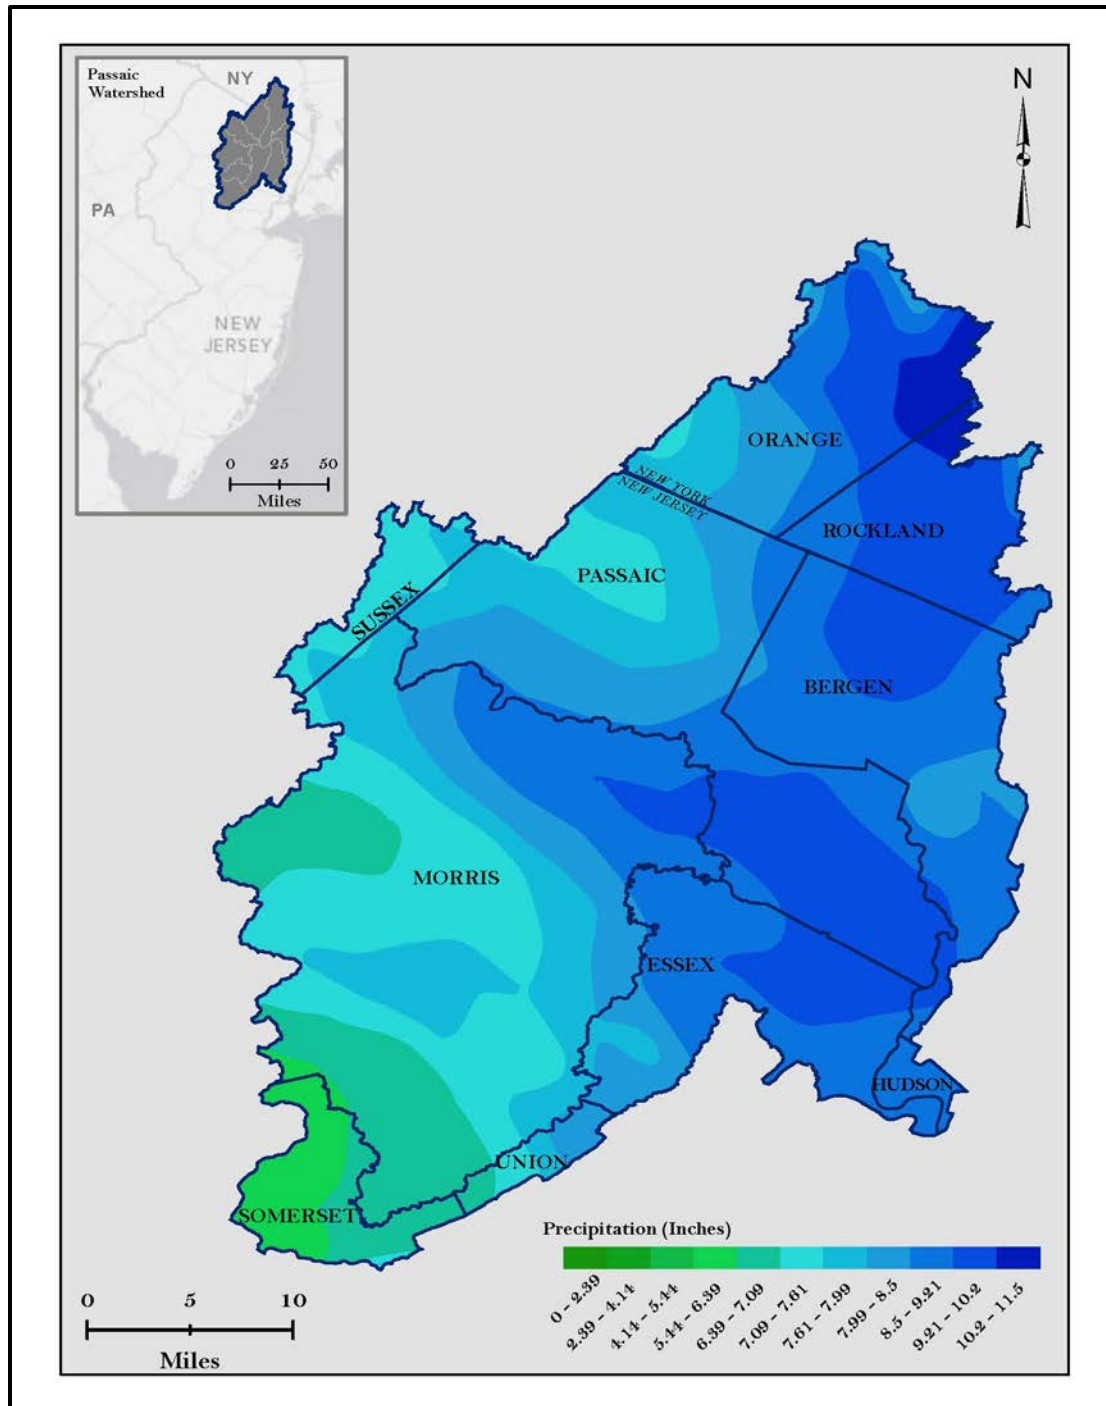 Passaic
Watershed
NY
PA
NEW
JERSEY
0 25 50
Miles
N
ORANGE
NEW YORK
NEW JERSEY
ROCKLAND
PASSAIC
SUSSEX
BERGEN
MORRIS
ESSEX
HUDSON
UNION
SOMERSET
Precipitation (Inches)
0 - 2.39
2.39 - 4.14
4.14 - 5.44
5.44 - 6.39
6.39 - 7.09
7.09 - 7.61
7.61 - 7.99
7.99 - 8.5
8.5 - 9.21
9.21 - 10.2
10.2 - 11.5
0 5 10
Miles